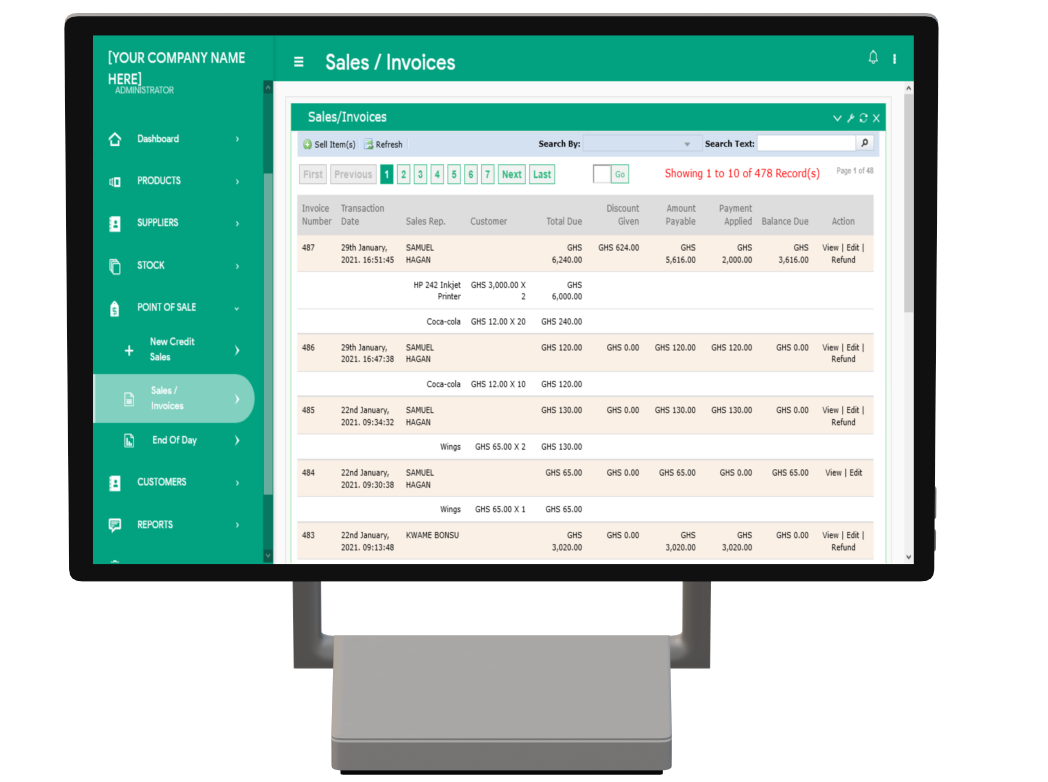 [YOUR COMPANY NAME
HERE]
ADMINISTRATOR
Dashboard
PRODUCTS
SUPPLIERS
STOCK
POINT OF SALE
New Credit
Sales
Sales /
Invoices
End Of Day
CUSTOMERS
REPORTS
Sales / Invoices
Sales/Invoices
Sell Item(s) Refresh Search By: Search Text:
First Previous 1 2 3 4 5 6 7 Next Last Go Showing 1 to 10 of 478 Record(s) Page 1 of 48
Invoice Transaction Discount Amount Payment
Number Date Sales Rep. Customer Total Due Given Payable Applied Balance Due Action
487 29th January, SAMUEL GHS GHS 624.00 GHS GHS GHS View | Edit |
2021. 16:51:45 HAGAN 6,240.00 5,616.00 2,000.00 3,616.00 Refund
HP 242 Inkjet GHS 3,000.00 X GHS
Printer 2 6,000.00
Coca-cola GHS 12.00 X 20 GHS 240.00
486 29th January, SAMUEL GHS 120.00 GHS 0.00 GHS 120.00 GHS 120.00 GHS 0.00 View | Edit |
2021. 16:47:38 HAGAN Refund
Coca-cola GHS 12.00 X 10 GHS 120.00
485 22nd January, SAMUEL GHS 130.00 GHS 0.00 GHS 130.00 GHS 130.00 GHS 0.00 View | Edit |
2021. 09:34:32 HAGAN Refund
Wings GHS 65.00 X 2 GHS 130.00
484 22nd January, SAMUEL GHS 65.00 GHS 0.00 GHS 65.00 GHS 0.00 GHS 65.00 View | Edit
2021. 09:30:38 HAGAN
Wings GHS 65.00 X 1 GHS 65.00
483 22nd January, KWAME BONSU GHS GHS 0.00 GHS GHS GHS 0.00 View | Edit |
2021. 09:13:48 3,020.00 3,020.00 3,020.00 Refund